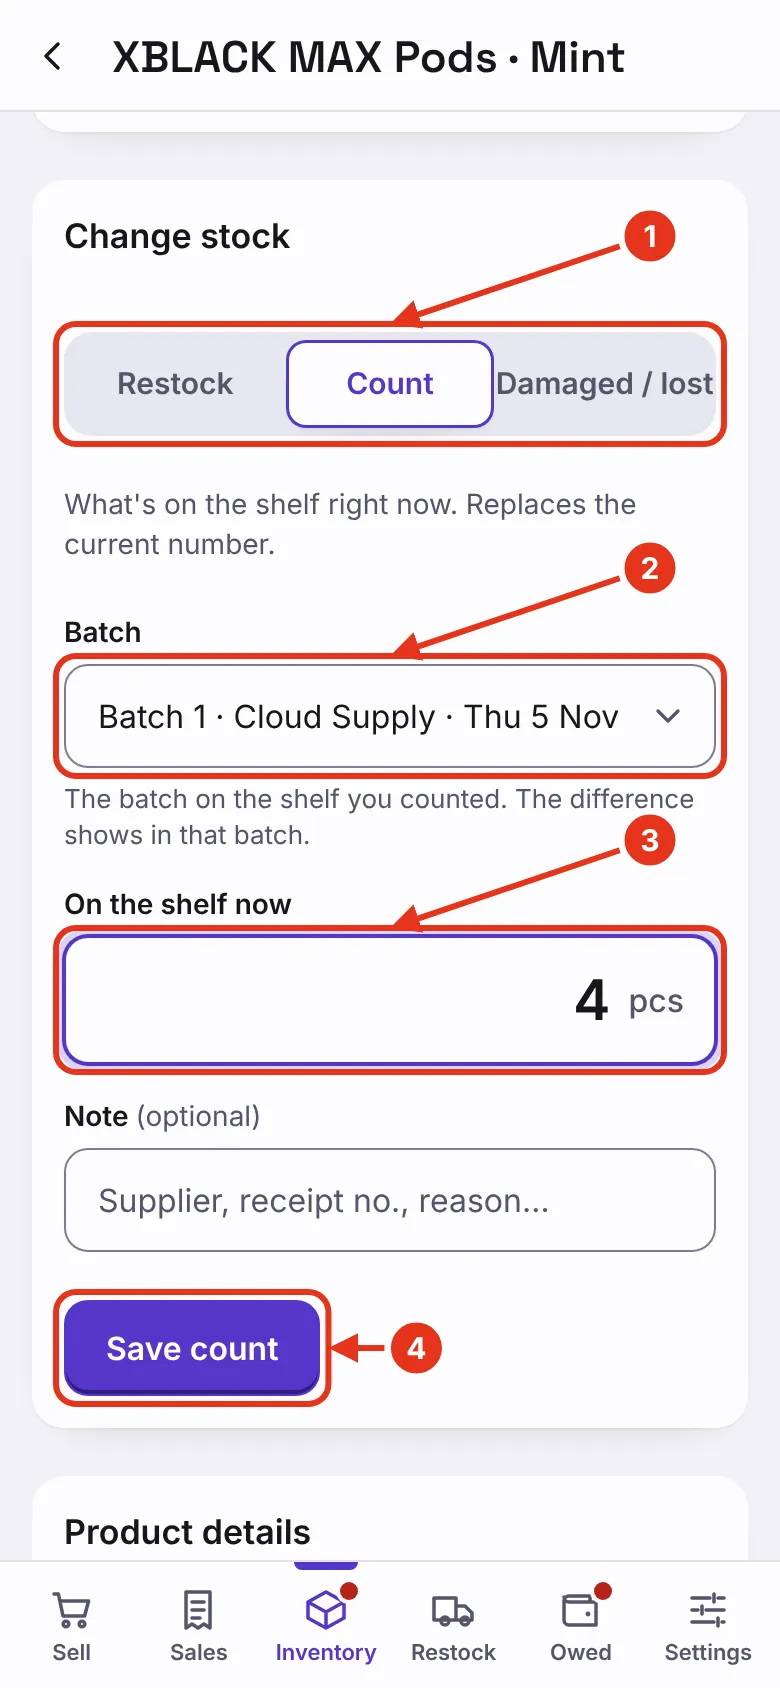 XBLACK MAX Pods · Mint
Change stock
1
Restock
Count
Damaged / lost
What's on the shelf right now. Replaces the
current number.
2
Batch
Batch 1 · Cloud Supply · Thu 5 Nov
The batch on the shelf you counted. The difference
shows in that batch.
3
On the shelf now
4 pcs
Note (optional)
Supplier, receipt no., reason...
Save count
4
Product details
Sell
Sales
Inventory
Restock
Owed
Settings